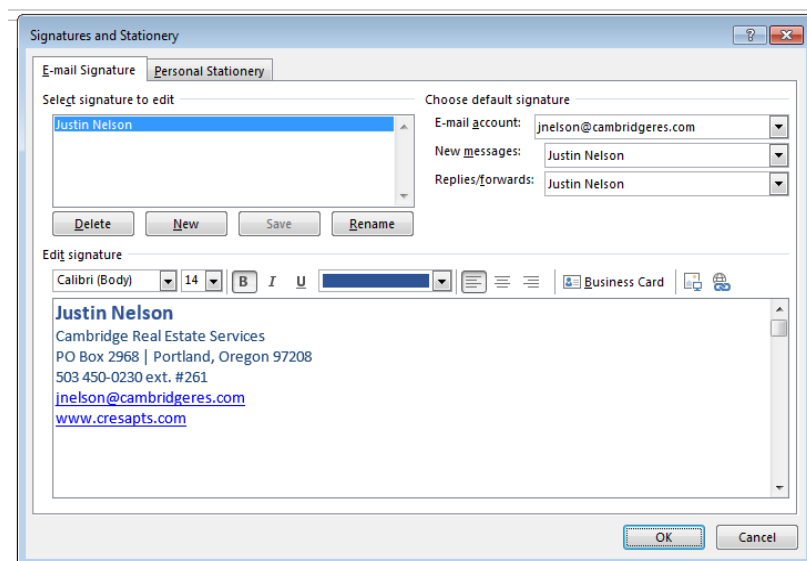 Signatures and Stationery
E-mail Signature
Personal Stationery
Select signature to edit
Choose default signature
Justin Nelson
E-mail account:
jnelson@cambridgeres.com
New messages:
Justin Nelson
Replies/forwards:
Justin Nelson
Delete
New
Save
Rename
Edit signature
Calibri (Body)
14
B
I
U
Business Card
Justin Nelson
Cambridge Real Estate Services
PO Box 2968 | Portland, Oregon 97208
503 450-0230 ext. #261
jnelson@cambridgeres.com
www.cresapts.com
OK
Cancel